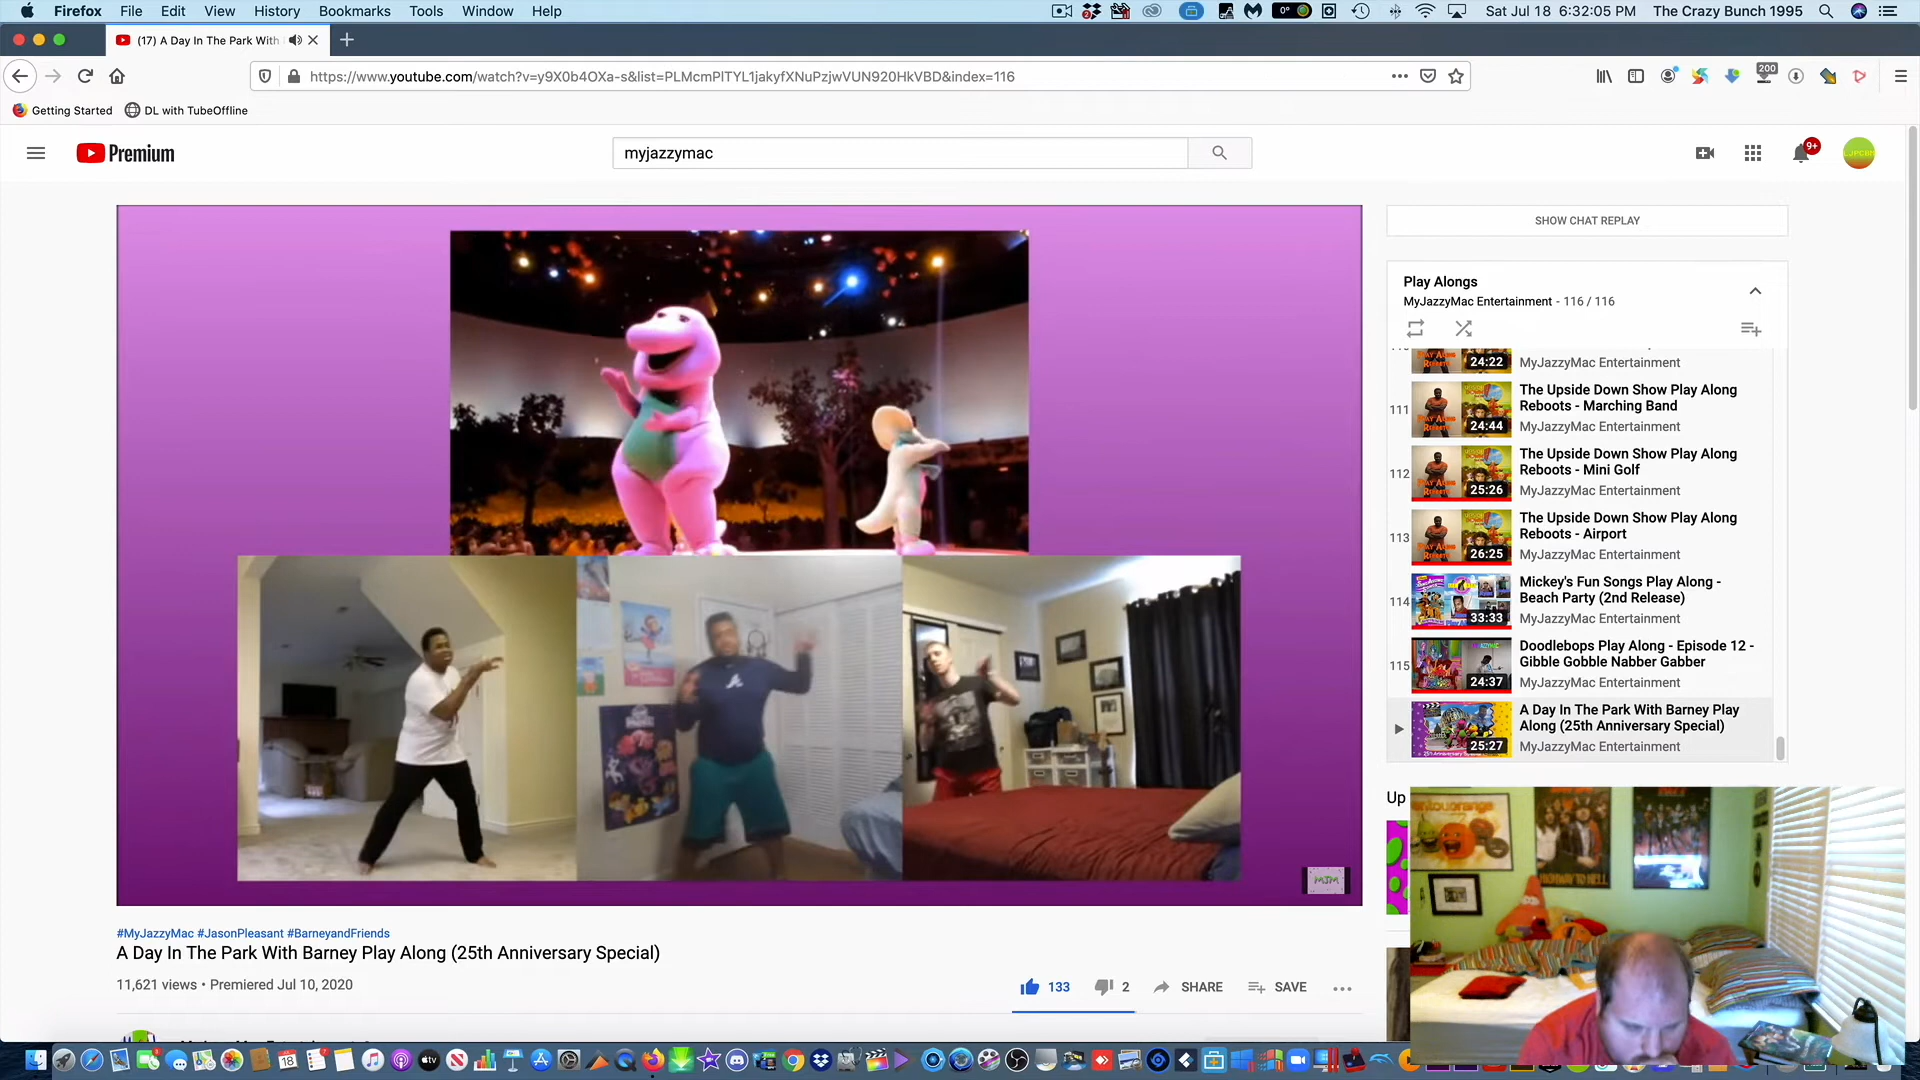 Firefox File Edit View History Bookmarks Tools Window Help
0° Sat Jul 18 6:32:05 PM The Crazy Bunch 1995
(17) A Day In The Park With
https://www.youtube.com/watch?v=y9X0b4OXa-s&list=PLMcmPlTYL1jakyfXNuPzjwVUN920HkVBD&index=116
200
Getting Started DL with TubeOffline
Premium
myjazzymac
9+
SHOW CHAT REPLAY
Play Alongs
MyJazzyMac Entertainment - 116 / 116
24:22
MyJazzyMac Entertainment
111
The Upside Down Show Play Along
Reboots - Marching Band
24:44
MyJazzyMac Entertainment
112
The Upside Down Show Play Along
Reboots - Mini Golf
25:26
MyJazzyMac Entertainment
113
The Upside Down Show Play Along
Reboots - Airport
26:25
MyJazzyMac Entertainment
114
Mickey's Fun Songs Play Along -
Beach Party (2nd Release)
33:33
MyJazzyMac Entertainment
115
Doodlebops Play Along - Episode 12 -
Gibble Gobble Nabber Gabber
24:37
MyJazzyMac Entertainment
A Day In The Park With Barney Play
Along (25th Anniversary Special)
25:27
MyJazzyMac Entertainment
Up
MJM
HIGHWAY TO HELL
#MyJazzyMac #JasonPleasant #BarneyandFriends
A Day In The Park With Barney Play Along (25th Anniversary Special)
11,621 views • Premiered Jul 10, 2020
133 2 SHARE SAVE